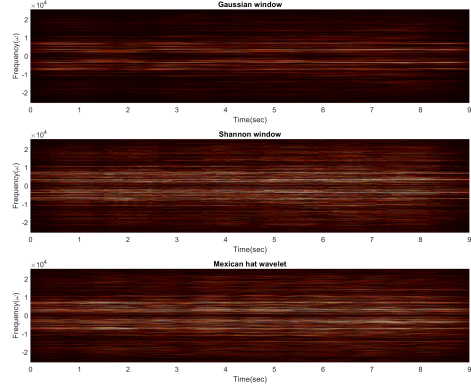 Gaussian window
×10⁴
2
1
0
-1
-2
Frequency(ω)
0 1 2 3 4 5 6 7 8 9
Time(sec)
Shannon window
×10⁴
2
1
0
-1
-2
Frequency(ω)
0 1 2 3 4 5 6 7 8 9
Time(sec)
Mexican hat wavelet
×10⁴
2
1
0
-1
-2
Frequency(ω)
0 1 2 3 4 5 6 7 8 9
Time(sec)